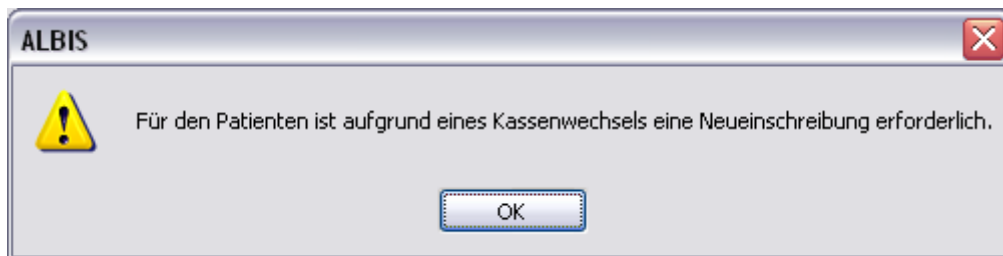 ALBIS
Für den Patienten ist aufgrund eines Kassenwechsels eine Neueinschreibung erforderlich.
OK